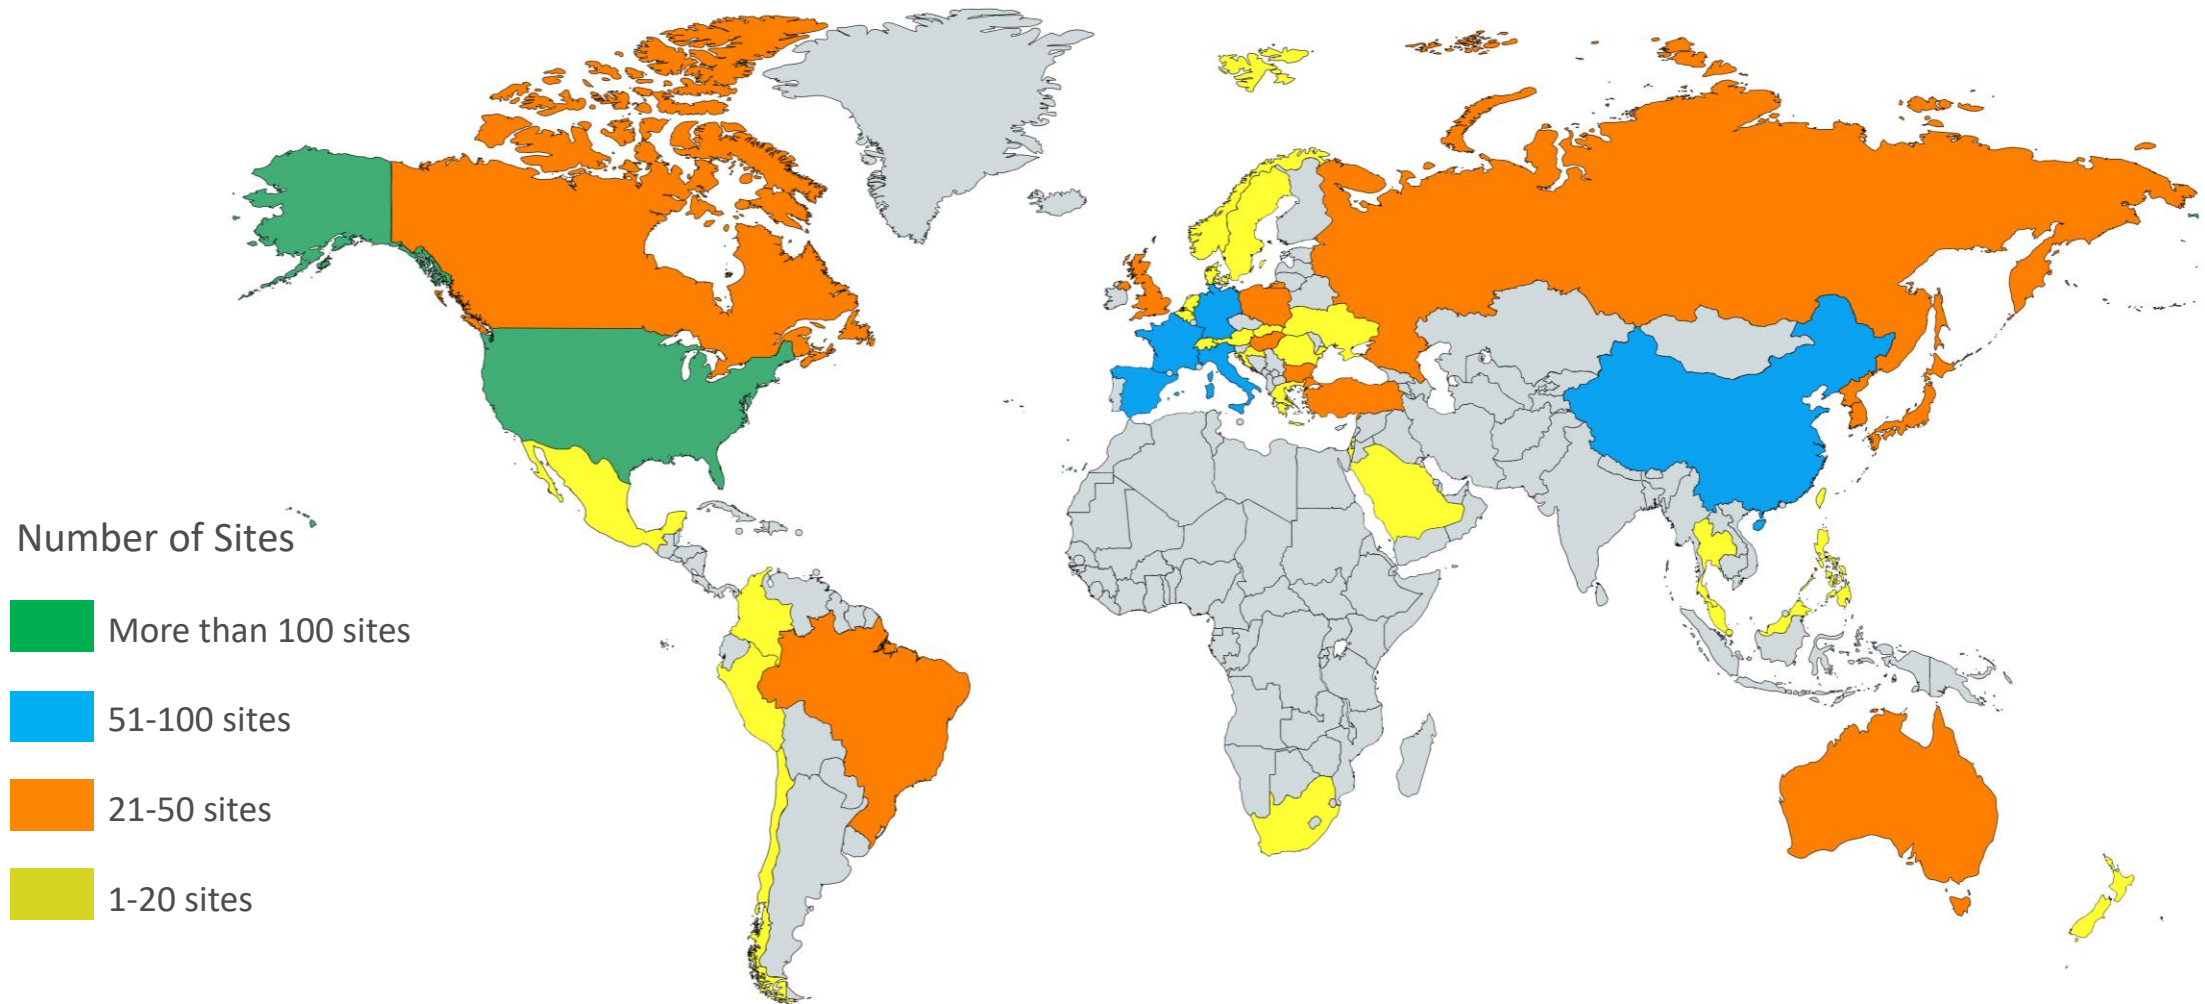 Number of Sites
More than 100 sites
51-100 sites
21-50 sites
1-20 sites